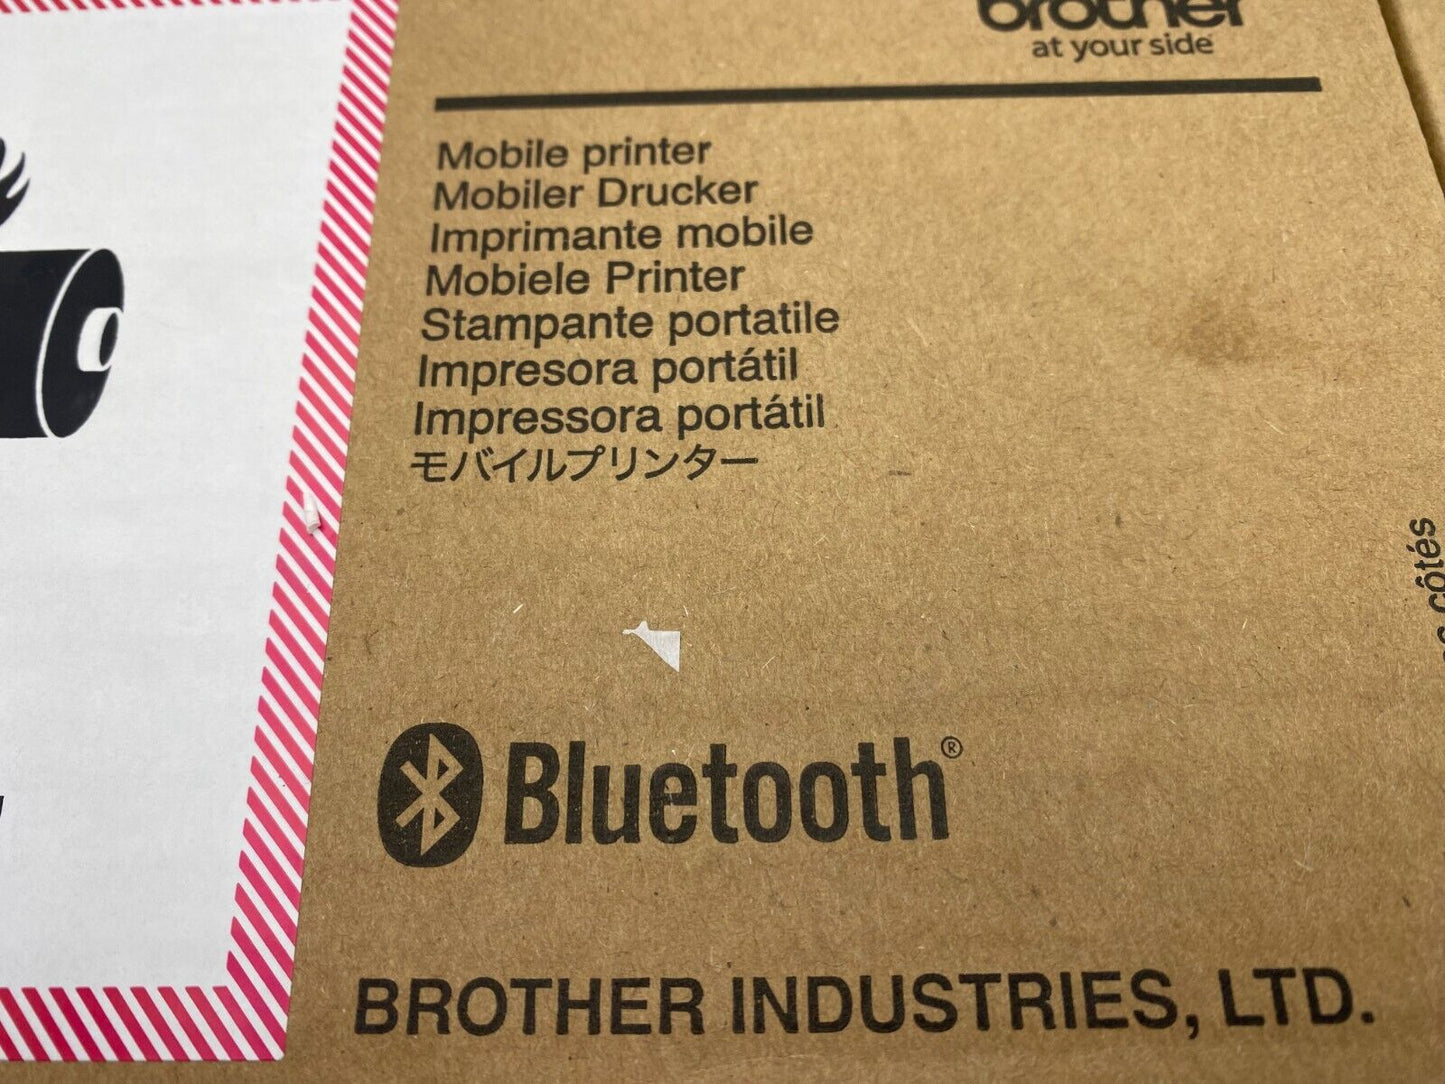 brother
at your side
Mobile printer
Mobiler Drucker
Imprimante mobile
Mobiele Printer
Stampante portatile
Impresora portátil
Impressora portátil
モバイルプリンター
côtés
Bluetooth®
BROTHER INDUSTRIES, LTD.